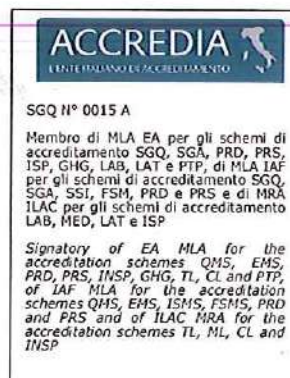 ACCREDIA
L'ENTE ITALIANO DI ACCREDITAMENTO
SGQ N° 0015 A
Membro di MLA EA per gli schemi di
accreditamento SGQ, SGA, PRD, PRS,
ISP, GHG, LAB, LAT e PTP, di MLA IAF
per gli schemi di accreditamento SGQ,
SGA, SSI, FSM, PRD e PRS e di MRA
ILAC per gli schemi di accreditamento
LAB, MED, LAT e ISP
Signatory of EA MLA for the
accreditation schemes QMS, EMS,
PRD, PRS, INSP, GHG, TL, CL and PTP,
of IAF MLA for the accreditation
schemes QMS, EMS, ISMS, FSMS, PRD
and PRS and of ILAC MRA for the
accreditation schemes TL, ML, CL and
INSP